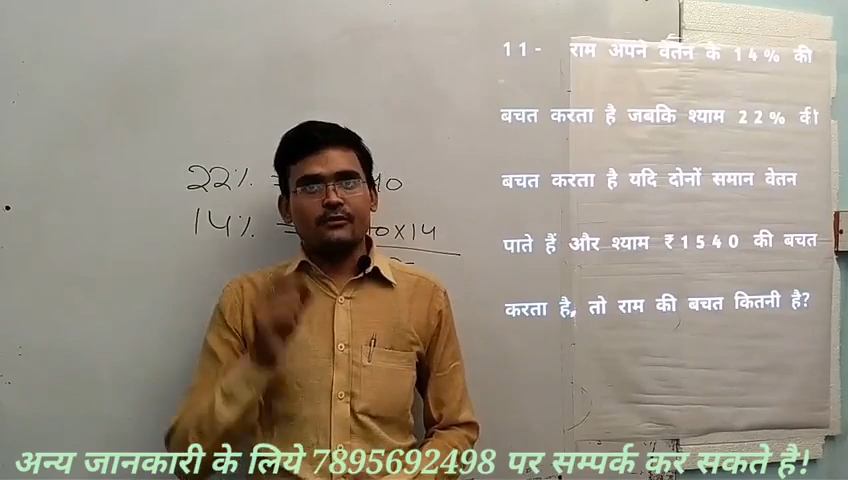 11- राम अपने वेतन के 14% की
बचत करता है जबकि श्याम 22% की
बचत करता है यदि दोनों समान वेतन
पाते हैं और श्याम ₹1540 की बचत
करता है, तो राम की बचत कितनी है?
22% =
14% =
0x14
अन्य जानकारी के लिये 7895692498 पर सम्पर्क कर सकते है!